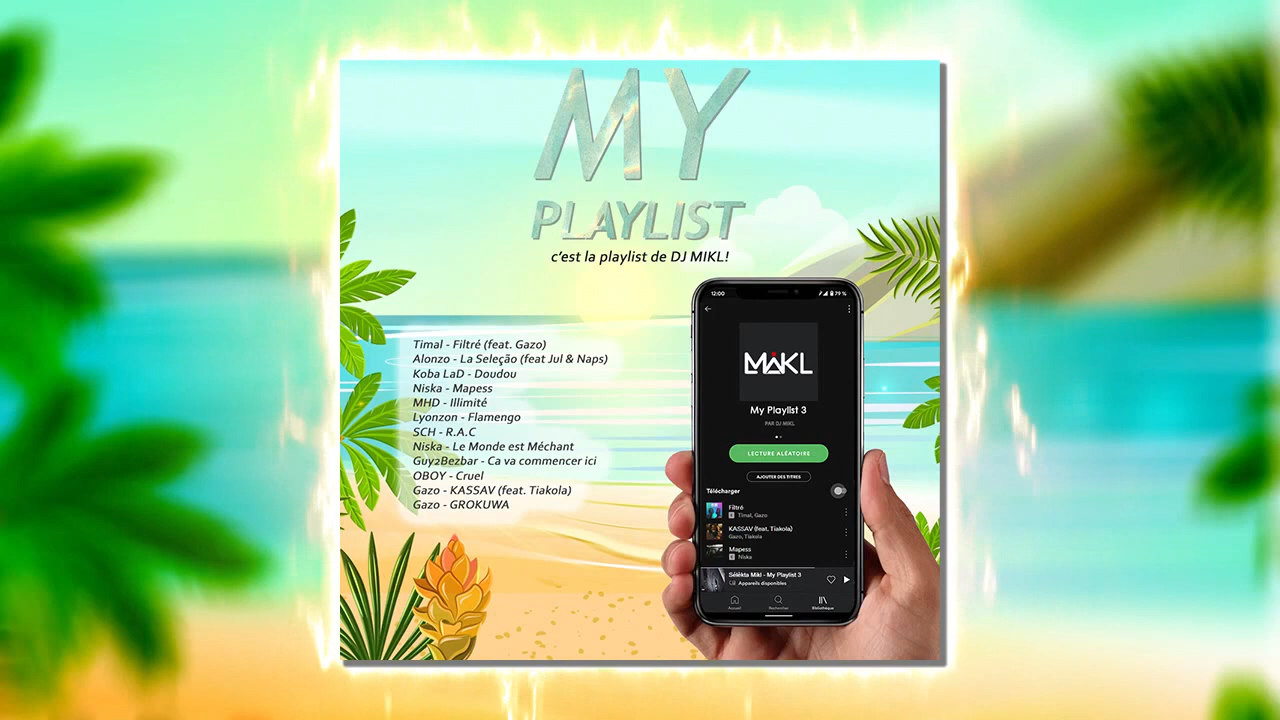 MY
PLAYLIST
c'est la playlist de DJ MIKL!
Timal - Filtré (feat. Gazo)
Alonzo - La Seleção (feat Jul & Naps)
Koba LaD - Doudou
Niska - Mapess
MHD - Illimité
Lyonzon - Flamengo
SCH - R.A.C
Niska - Le Monde est Méchant
Guy2Bezbar - Ca va commencer ici
OBOY - Cruel
Gazo - KASSAV (feat. Tiakola)
Gazo - GROKUWA
12:00
79 %
MiKL
My Playlist 3
PAR DJ MIKL
LECTURE ALÉATOIRE
AJOUTER DES TITRES
Télécharger
Filtré
E Timal, Gazo
KASSAV (feat. Tiakola)
Gazo, Tiakola
Mapess
E Niska
Sélèkta Mikl - My Playlist 3
Appareils disponibles
Accueil
Rechercher
Bibliothèque